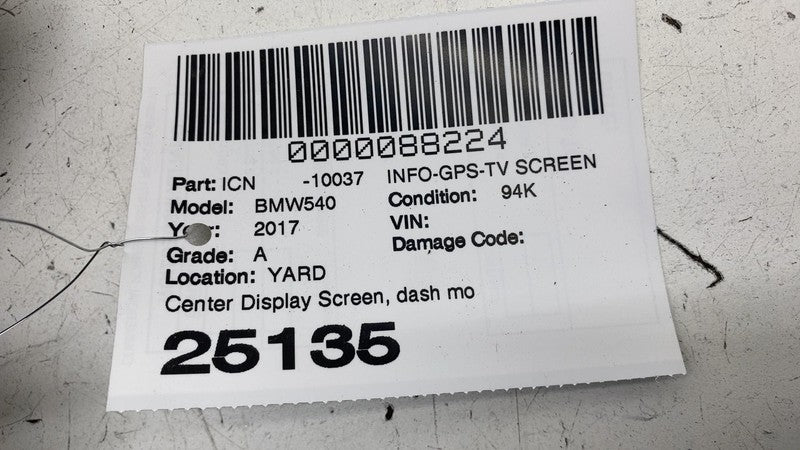 0000088224
Part: ICN -10037 INFO-GPS-TV SCREEN
Model: BMW540 Condition: 94K
2017 VIN:
Grade: A Damage Code:
Location: YARD
Center Display Screen, dash mo
25135